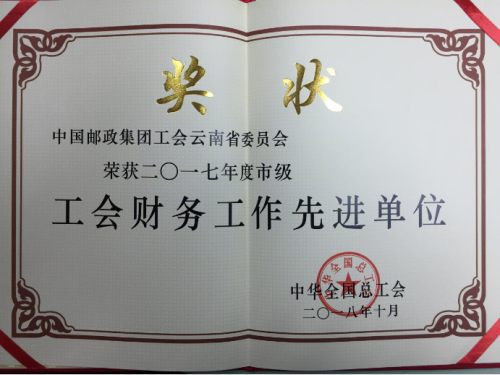 奖状
中国邮政集团工会云南省委员会
荣获二〇一七年度市级
工会财务工作先进单位
中华全国总工会
二〇一八年十月